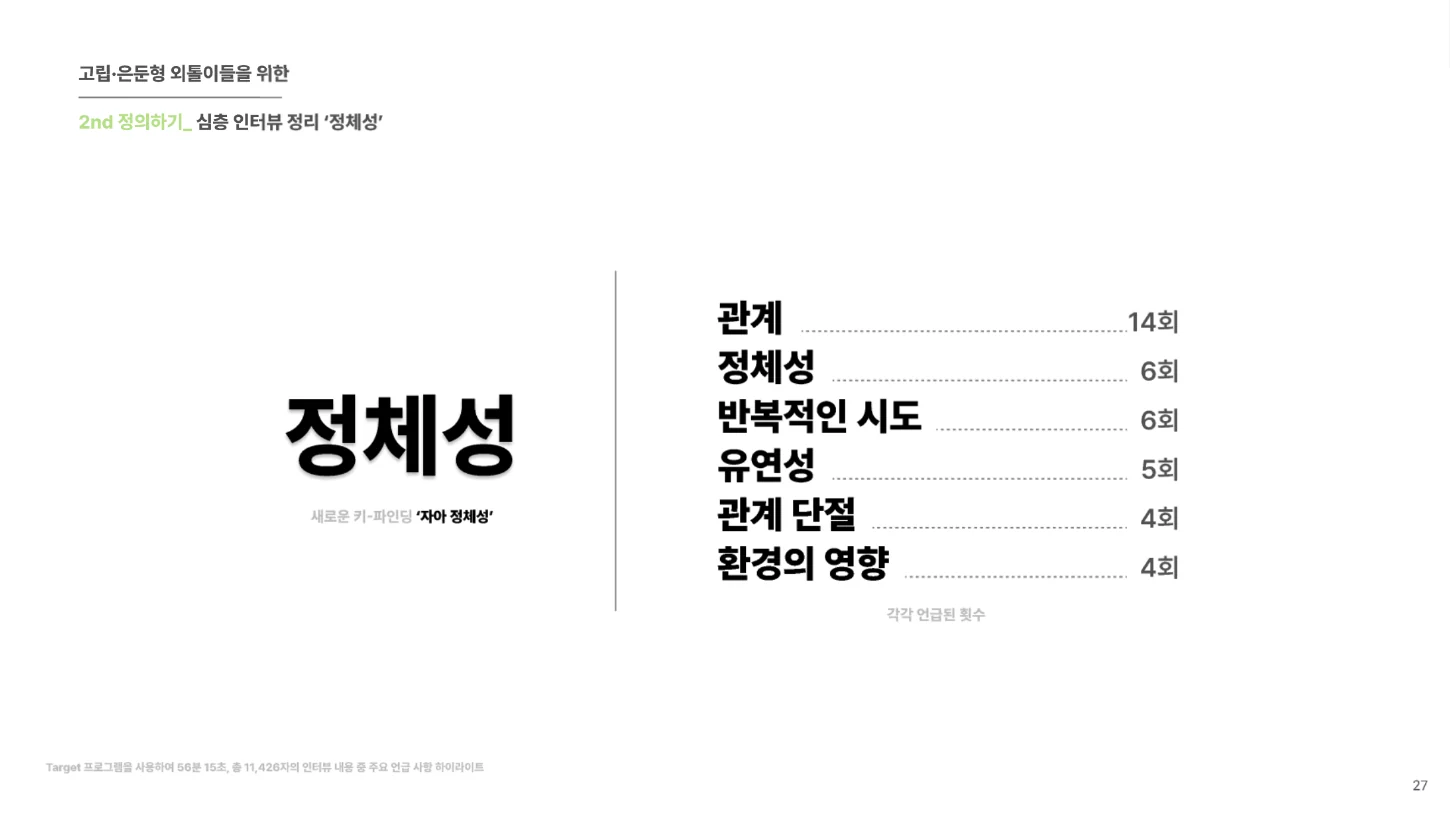 고립·은둔형 외톨이들을 위한
2nd 정의하기_ 심층 인터뷰 정리 ‘정체성’
정체성
새로운 키-파인딩 ‘자아 정체성’
관계 14회
정체성 6회
반복적인 시도 6회
유연성 5회
관계 단절 4회
환경의 영향 4회
각각 언급된 횟수
Target 프로그램을 사용하여 56분 15초, 총 11,426자의 인터뷰 내용 중 주요 언급 사항 하이라이트
27